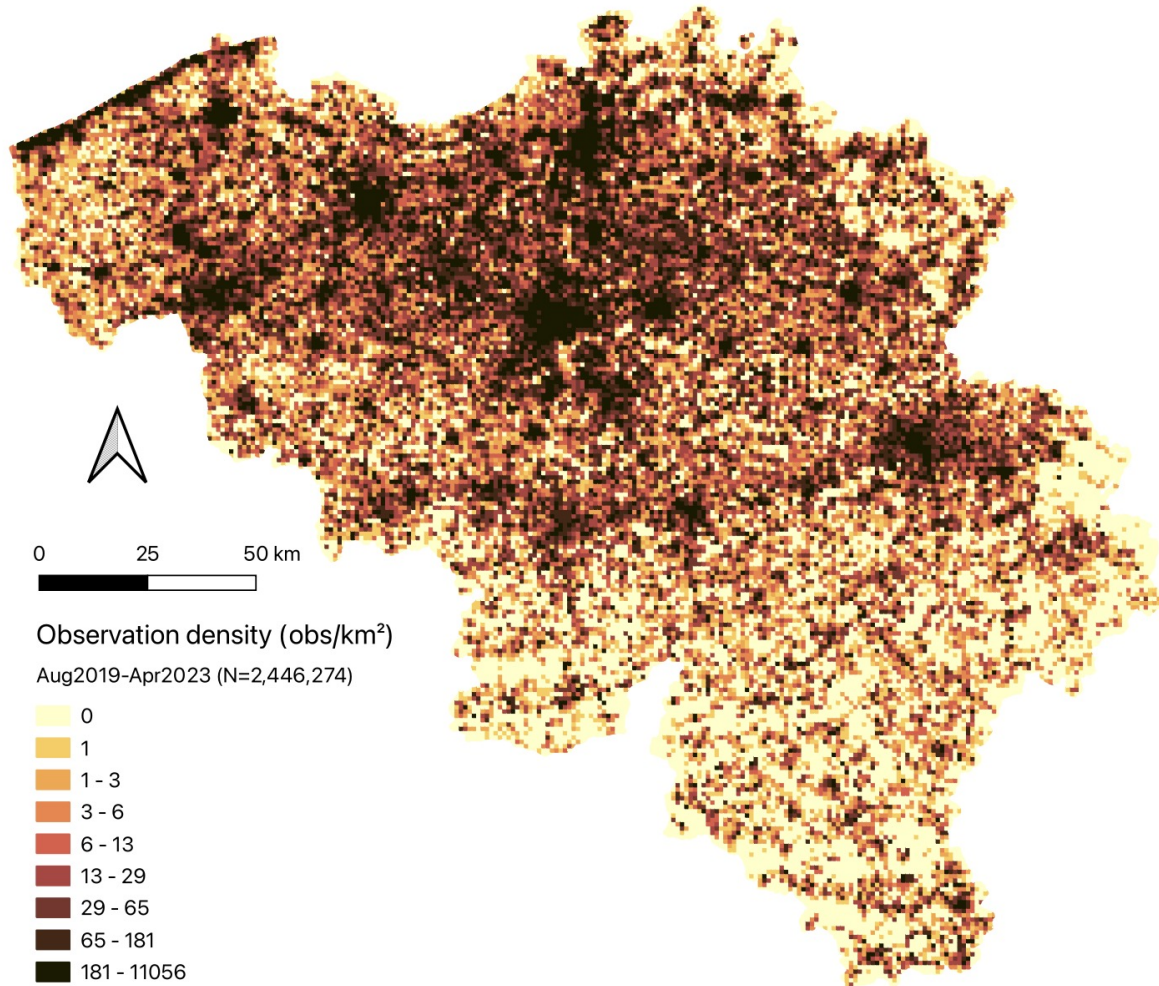 0 25 50 km
Observation density (obs/km²)
Aug2019-Apr2023 (N=2,446,274)
0
1
1 - 3
3 - 6
6 - 13
13 - 29
29 - 65
65 - 181
181 - 11056